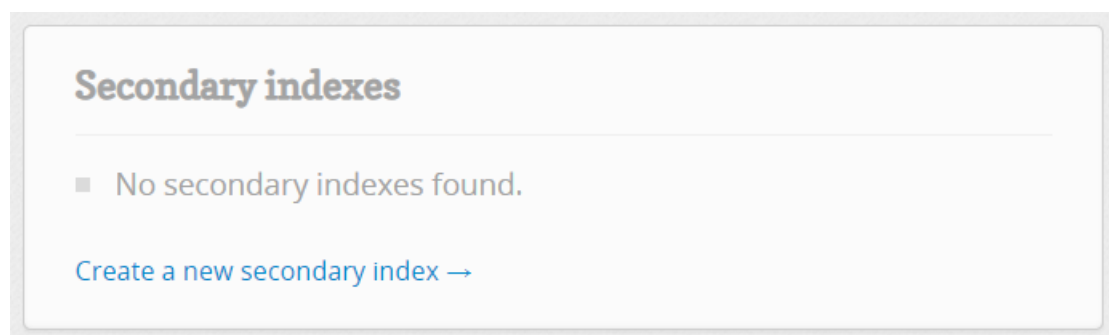 Secondary indexes
No secondary indexes found.
Create a new secondary index →